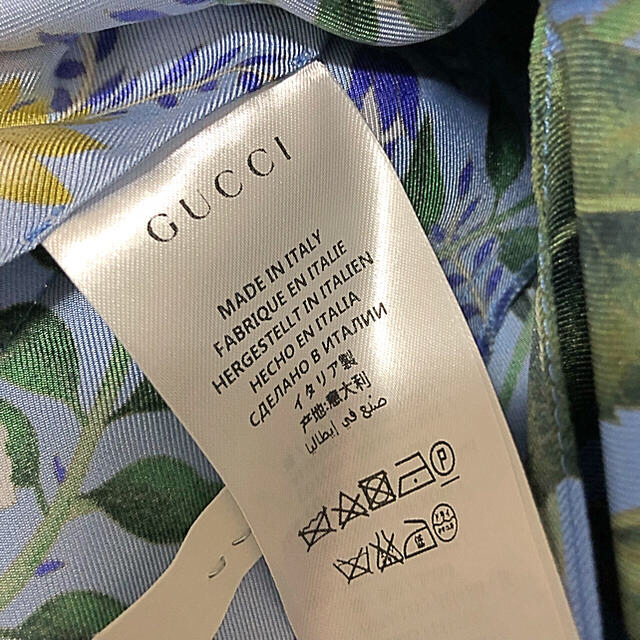 GUCCI
MADE IN ITALY
FABRIQUE EN ITALIE
HERGESTELLT IN ITALIEN
HECHO EN ITALIA
СДЕЛАНО В ИТАЛИИ
イタリア製
产地:意大利
صنع في إيطاليا
P